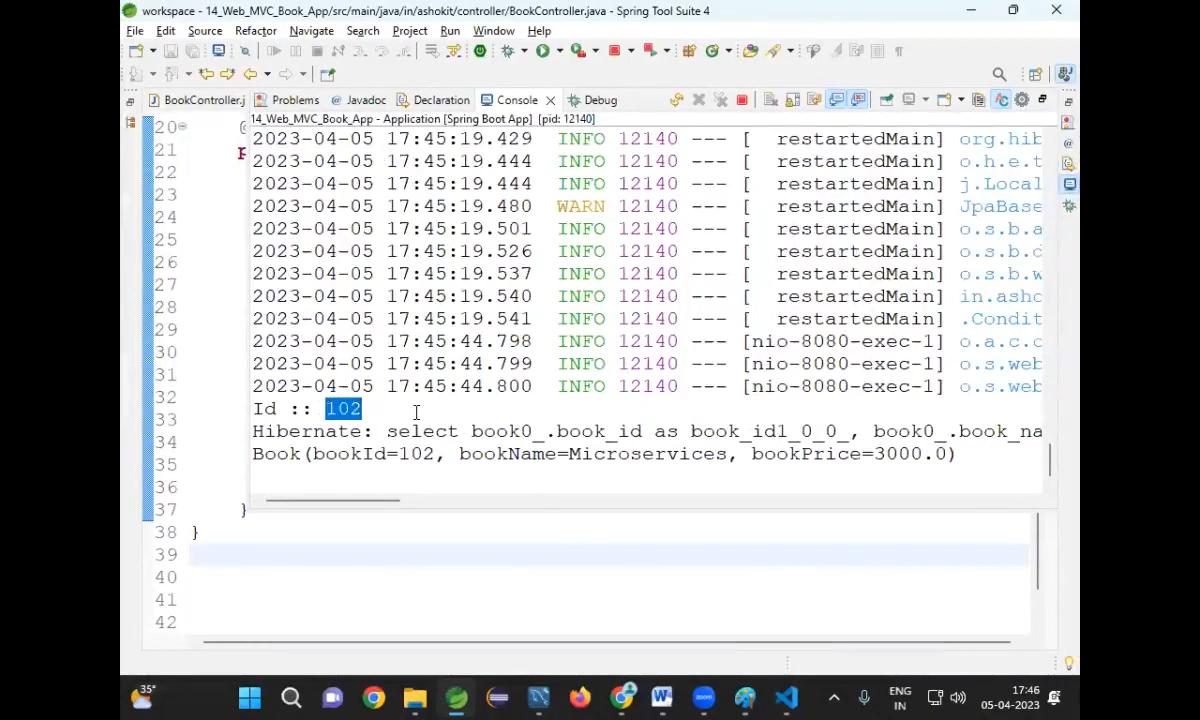 workspace - 14_Web_MVC_Book_App/src/main/java/in/ashokit/controller/BookController.java - Spring Tool Suite 4
File Edit Source Refactor Navigate Search Project Run Window Help
BookController.j Problems @ Javadoc Declaration Console Debug
14_Web_MVC_Book_App - Application [Spring Boot App] [pid: 12140]
20
21
22
23
24
25
26
27
28
29
30
31
32
33
34
35
36
37 }
38 }
39
40
41
42
2023-04-05 17:45:19.429 INFO 12140 --- [ restartedMain] org.hib
2023-04-05 17:45:19.444 INFO 12140 --- [ restartedMain] o.h.e.t
2023-04-05 17:45:19.444 INFO 12140 --- [ restartedMain] j.Local
2023-04-05 17:45:19.480 WARN 12140 --- [ restartedMain] JpaBase
2023-04-05 17:45:19.501 INFO 12140 --- [ restartedMain] o.s.b.a
2023-04-05 17:45:19.526 INFO 12140 --- [ restartedMain] o.s.b.d
2023-04-05 17:45:19.537 INFO 12140 --- [ restartedMain] o.s.b.w
2023-04-05 17:45:19.540 INFO 12140 --- [ restartedMain] in.asho
2023-04-05 17:45:19.541 INFO 12140 --- [ restartedMain] .Condit
2023-04-05 17:45:44.798 INFO 12140 --- [nio-8080-exec-1] o.a.c.c
2023-04-05 17:45:44.799 INFO 12140 --- [nio-8080-exec-1] o.s.web
2023-04-05 17:45:44.800 INFO 12140 --- [nio-8080-exec-1] o.s.web
Id :: 102
Hibernate: select book0_.book_id as book_id1_0_0_, book0_.book_na
Book(bookId=102, bookName=Microservices, bookPrice=3000.0)
35°
ENG
IN
17:46
05-04-2023